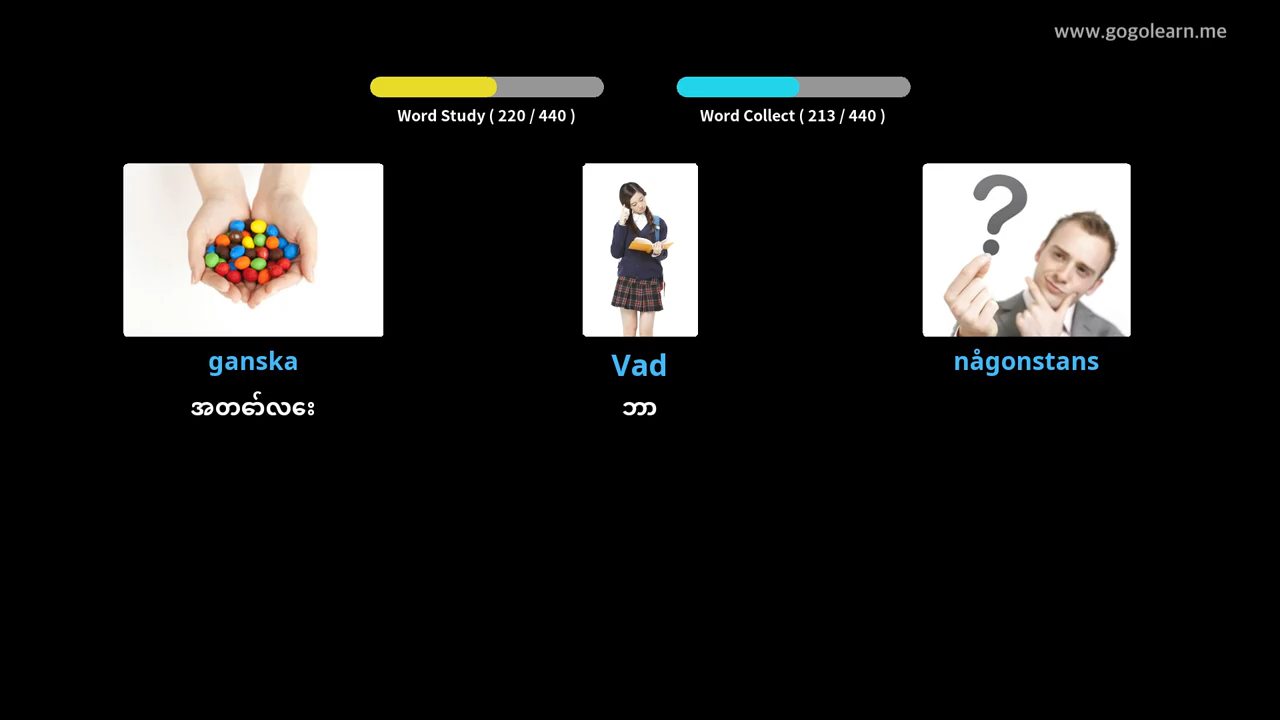 www.gogolearn.me
Word Study ( 220 / 440 )
Word Collect ( 213 / 440 )
ganska
Vad
någonstans
အတော်လေး
ဘာ